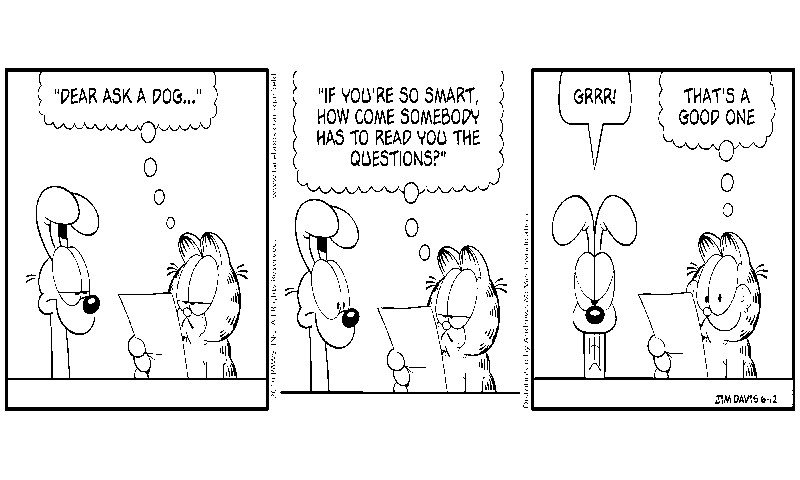 "DEAR ASK A DOG..."
"IF YOU'RE SO SMART,
HOW COME SOMEBODY
HAS TO READ YOU THE
QUESTIONS?"
GRRR!
THAT'S A
GOOD ONE
JIM DAVIS 6-12